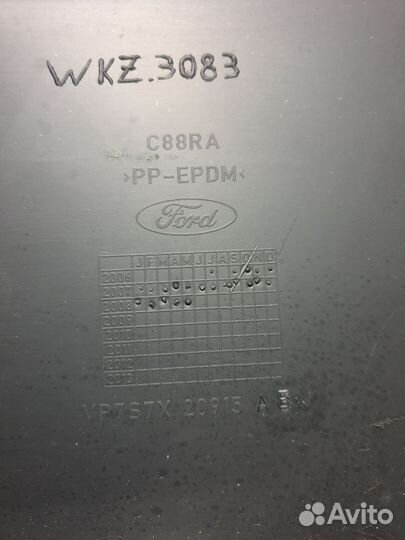 WKZ.3083
C88RA
>PP-EPDM<
Ford
J F M A M J J A S O N D
2006
2007
2008
2009
2010
2011
2012
2013
VP7S7X 20915 A
Avito